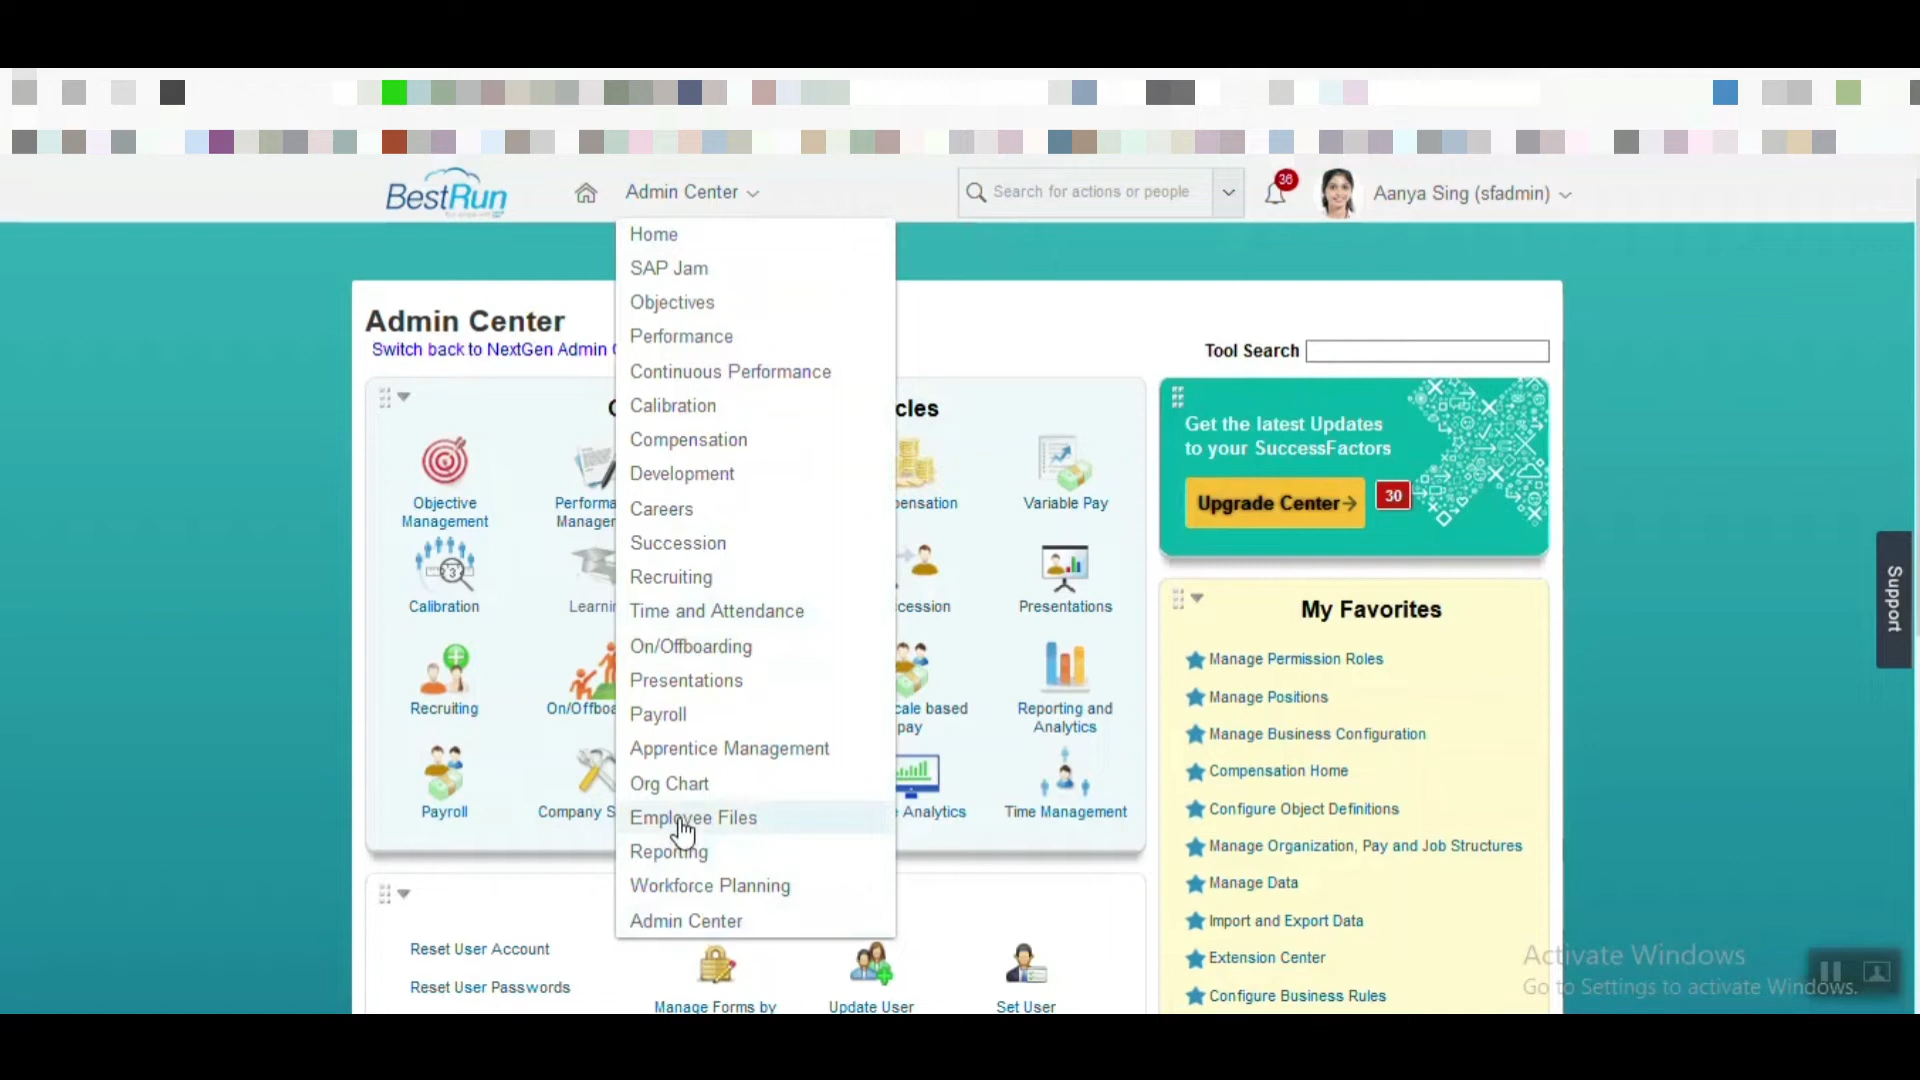 BestRun
Admin Center
Search for actions or people
36
Aanya Sing (sfadmin)
Home
SAP Jam
Objectives
Performance
Continuous Performance
Calibration
Compensation
Development
Careers
Succession
Recruiting
Time and Attendance
On/Offboarding
Presentations
Payroll
Apprentice Management
Org Chart
Employee Files
Reporting
Workforce Planning
Admin Center
Admin Center
Switch back to NextGen Admin
Tool Search
Objective
Management
Variable Pay
Calibration
Presentations
Recruiting
Reporting and
Analytics
pay
Payroll
Analytics
Time Management
Reset User Account
Reset User Passwords
Manage Forms by
Update User
Set User
Get the latest Updates
to your SuccessFactors
Upgrade Center
30
My Favorites
Manage Permission Roles
Manage Positions
Manage Business Configuration
Compensation Home
Configure Object Definitions
Manage Organization, Pay and Job Structures
Manage Data
Import and Export Data
Extension Center
Configure Business Rules
Support
Activate Windows
Go to Settings to activate Windows.